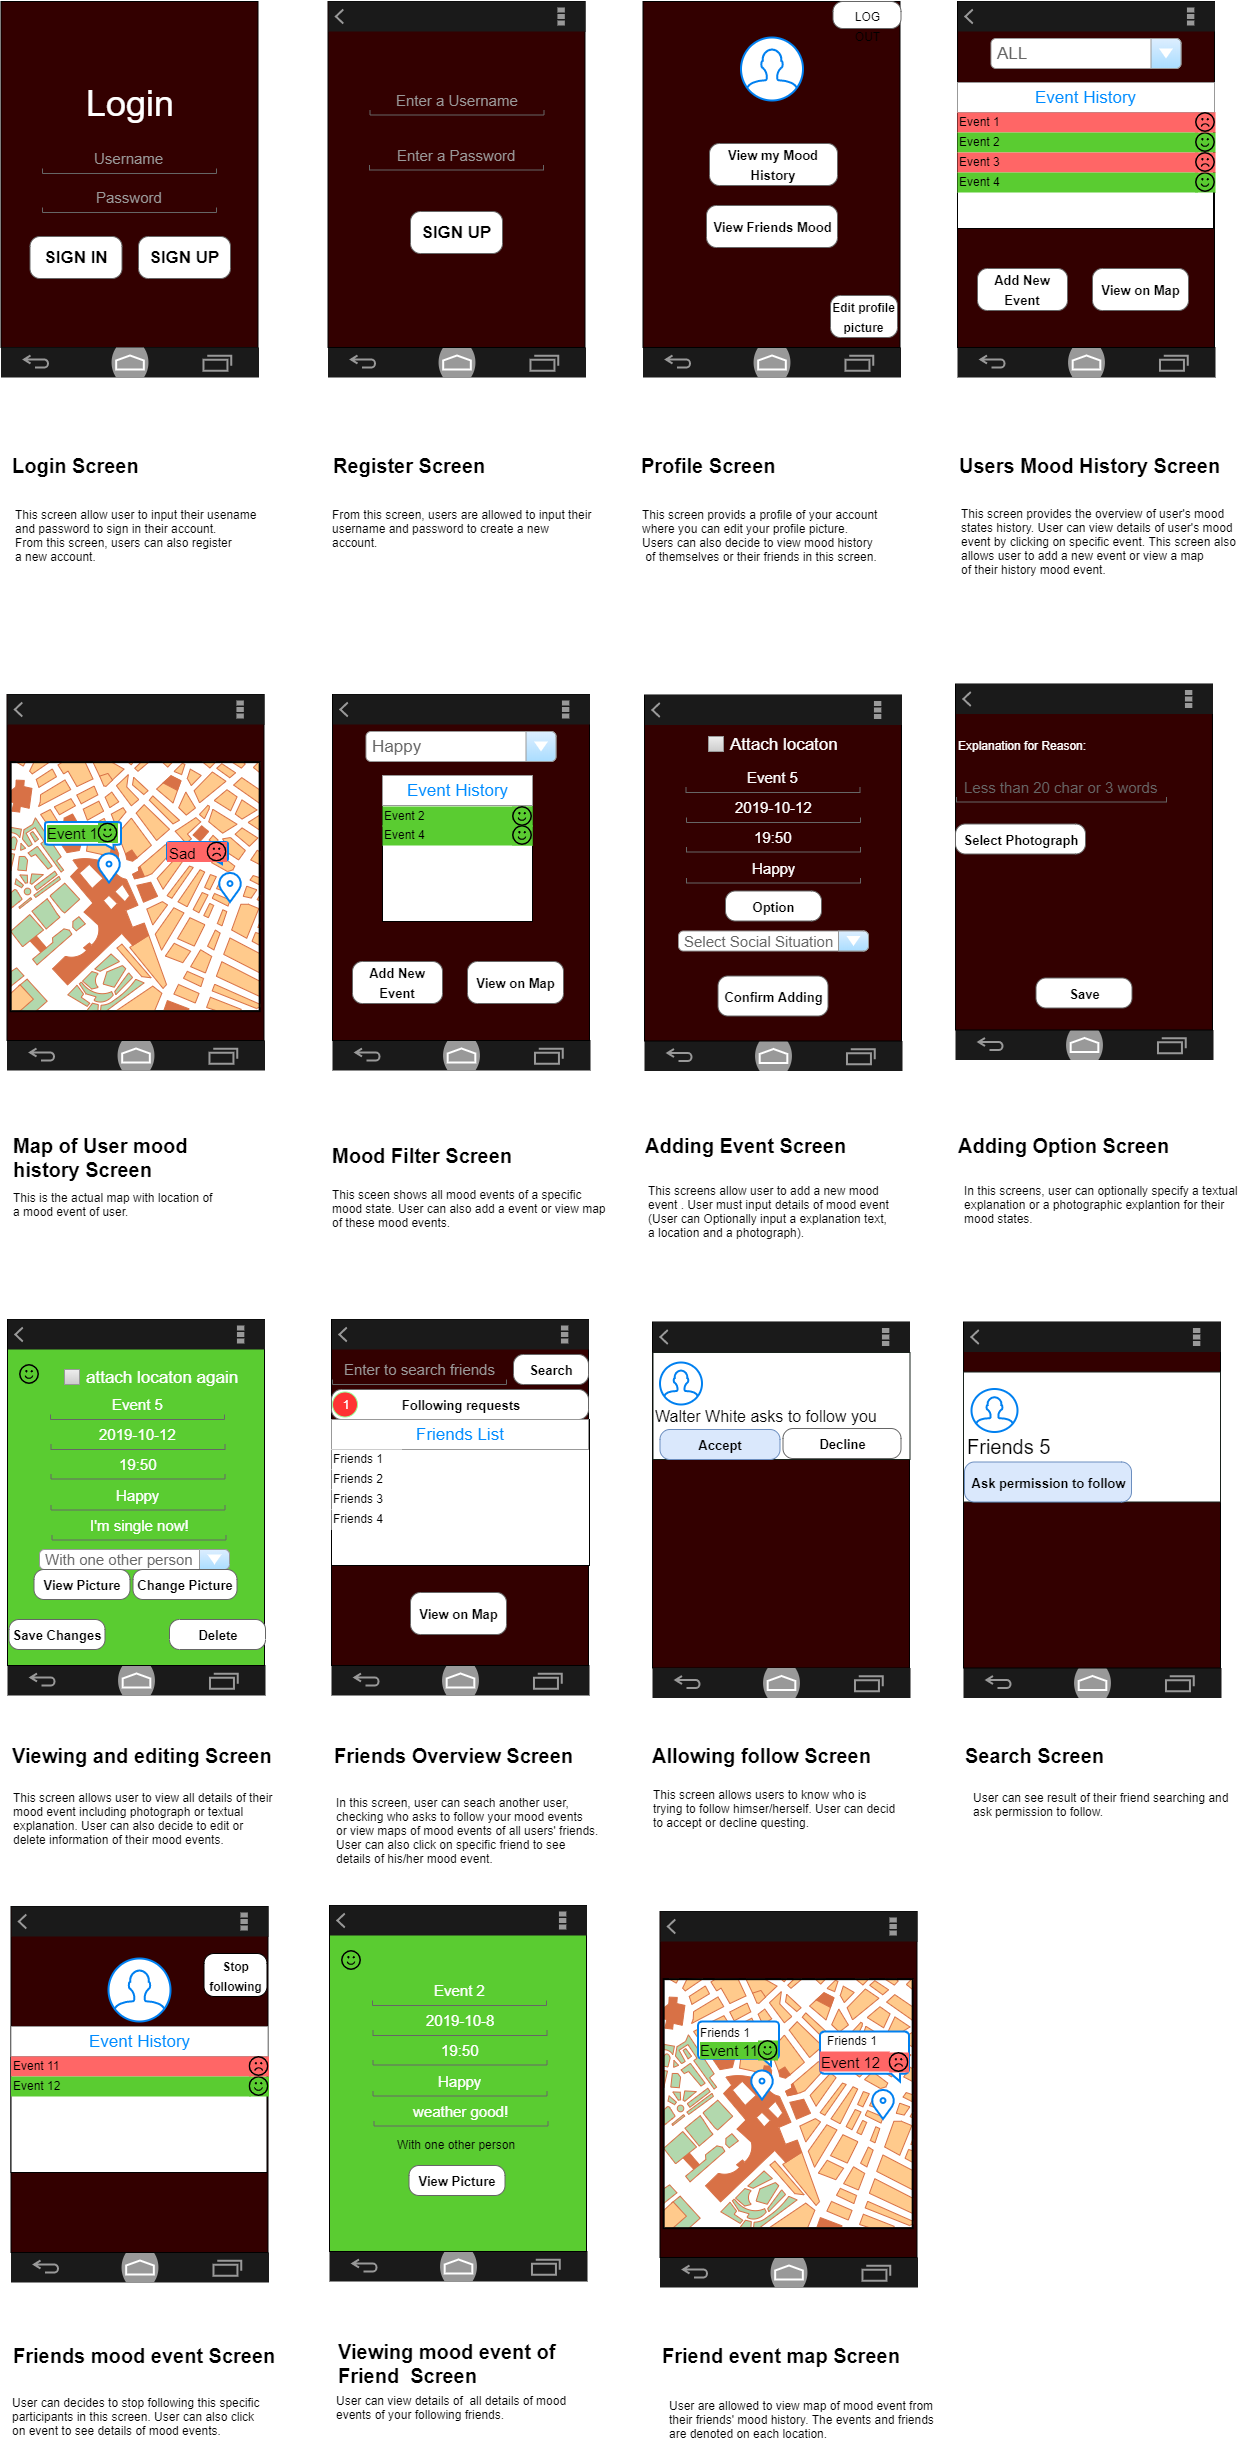 Login
Username
Password
SIGN IN
SIGN UP
Enter a Username
Enter a Password
SIGN UP
LOG
OUT
View my Mood
History
View Friends Mood
Edit profile
picture
ALL
Event History
Event 1
Event 2
Event 3
Event 4
Add New
Event
View on Map
Login Screen
This screen allow user to input their usename
and password to sign in their account.
From this screen, users can also register
a new account.
Register Screen
From this screen, users are allowed to input their
username and password to create a new
account.
Profile Screen
This screen provids a profile of your account
where you can edit your profile picture.
Users can also decide to view mood history
of themselves or their friends in this screen.
Users Mood History Screen
This screen provides the overview of user's mood
states history. User can view details of user's mood
event by clicking on specific event. This screen also
allows user to add a new event or view a map
of their history mood event.
Event 1
Sad
Happy
Event History
Event 2
Event 4
Add New
Event
View on Map
Attach locaton
Event 5
2019-10-12
19:50
Happy
Option
Select Social Situation
Confirm Adding
Explanation for Reason:
Less than 20 char or 3 words
Select Photograph
Save
Map of User mood
history Screen
This is the actual map with location of
a mood event of user.
Mood Filter Screen
This sceen shows all mood events of a specific
mood state. User can also add a event or view map
of these mood events.
Adding Event Screen
This screens allow user to add a new mood
event . User must input details of mood event
(User can Optionally input a explanation text,
a location and a photograph).
Adding Option Screen
In this screens, user can optionally specify a textual
explanation or a photographic explantion for their
mood states.
attach locaton again
Event 5
2019-10-12
19:50
Happy
I'm single now!
With one other person
View Picture
Change Picture
Save Changes
Delete
Enter to search friends
Search
1
Following requests
Friends List
Friends 1
Friends 2
Friends 3
Friends 4
View on Map
Walter White asks to follow you
Accept
Decline
Friends 5
Ask permission to follow
Viewing and editing Screen
This screen allows user to view all details of their
mood event including photograph or textual
explanation. User can also decide to edit or
delete information of their mood events.
Friends Overview Screen
In this screen, user can seach another user,
checking who asks to follow your mood events
or view maps of mood events of all users' friends.
User can also click on specific friend to see
details of his/her mood event.
Allowing follow Screen
This screen allows users to know who is
trying to follow himser/herself. User can decid
to accept or decline questing.
Search Screen
User can see result of their friend searching and
ask permission to follow.
Stop
following
Event History
Event 11
Event 12
Event 2
2019-10-8
19:50
Happy
weather good!
With one other person
View Picture
Friends 1
Event 11
Friends 1
Event 12
Friends mood event Screen
User can decides to stop following this specific
participants in this screen. User can also click
on event to see details of mood events.
Viewing mood event of
Friend Screen
User can view details of all details of mood
events of your following friends.
Friend event map Screen
User are allowed to view map of mood event from
their friends' mood history. The events and friends
are denoted on each location.